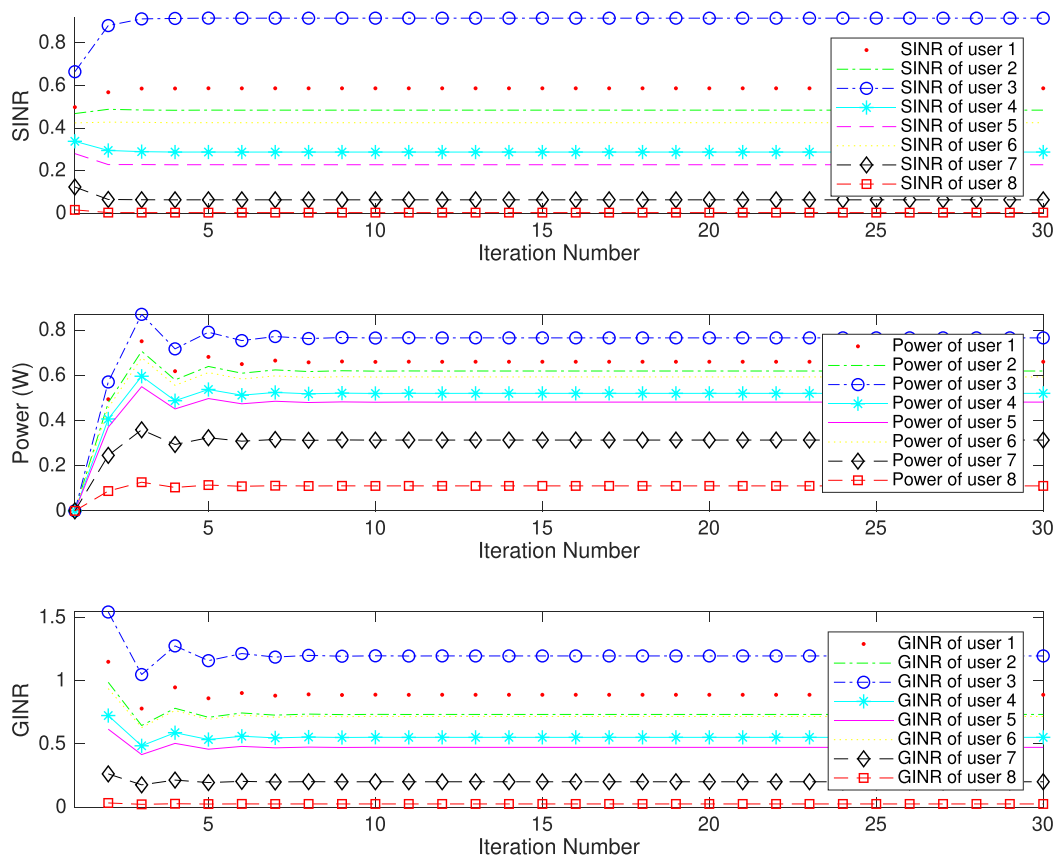 SINR
0.8
0.6
0.4
0.2
0
5
10
15
20
25
30
Iteration Number
SINR of user 1
SINR of user 2
SINR of user 3
SINR of user 4
SINR of user 5
SINR of user 6
SINR of user 7
SINR of user 8
Power (W)
0.8
0.6
0.4
0.2
0
5
10
15
20
25
30
Iteration Number
Power of user 1
Power of user 2
Power of user 3
Power of user 4
Power of user 5
Power of user 6
Power of user 7
Power of user 8
GINR
1.5
1
0.5
0
5
10
15
20
25
30
Iteration Number
GINR of user 1
GINR of user 2
GINR of user 3
GINR of user 4
GINR of user 5
GINR of user 6
GINR of user 7
GINR of user 8